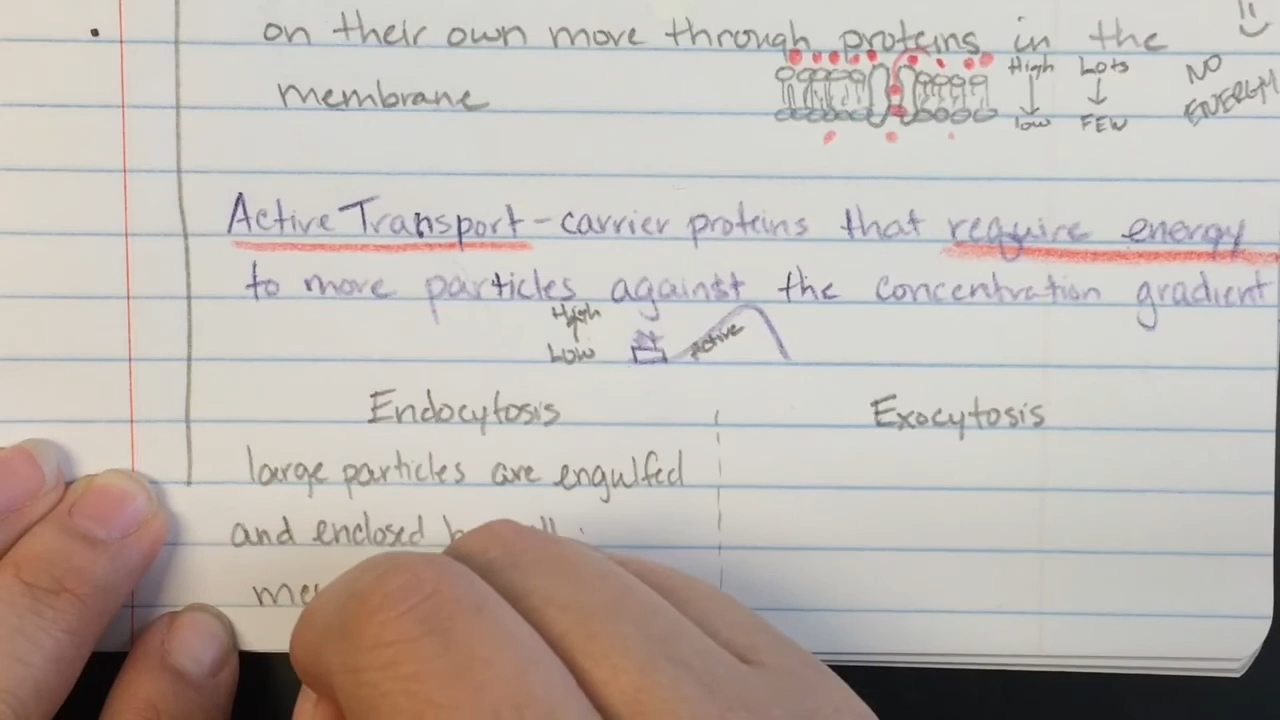 on their own move through proteins in the
membrane
High Lots NO
ENERGY
low FEW
Active Transport - carrier proteins that require energy
to move particles against the concentration gradient
High
Low Active
Endocytosis Exocytosis
large particles are engulfed
and enclosed